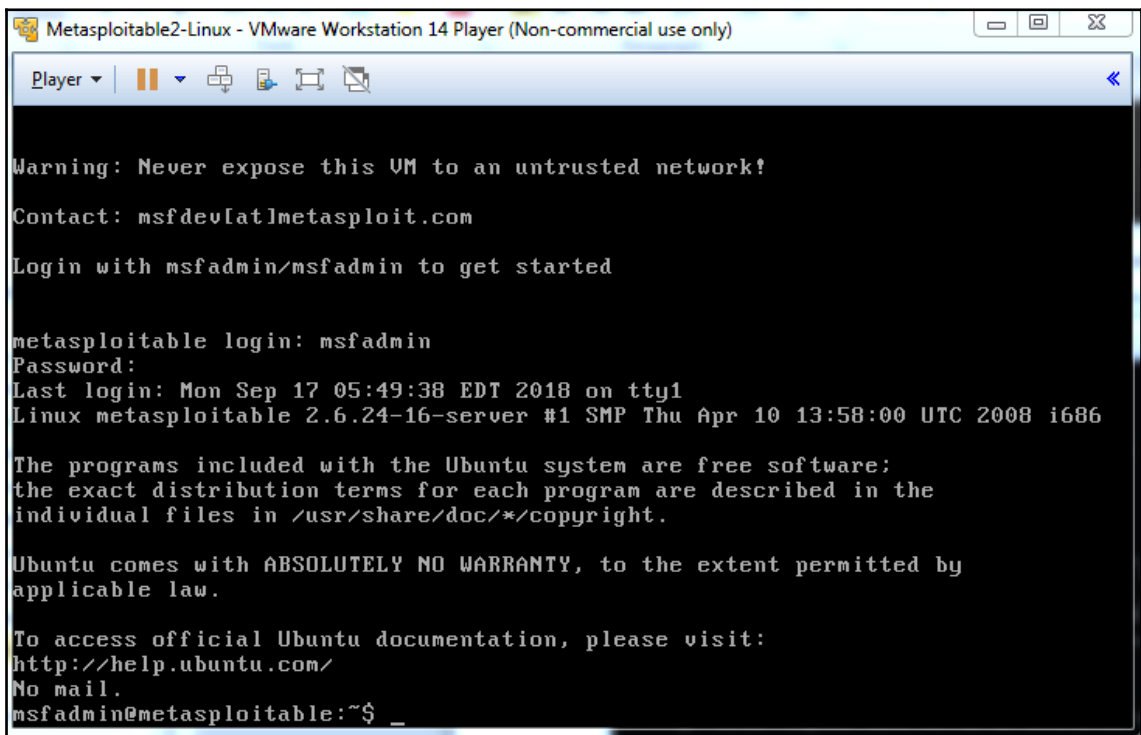 Metasploitable2-Linux - VMware Workstation 14 Player (Non-commercial use only)
Player
Warning: Never expose this VM to an untrusted network!
Contact: msfdev[at]metasploit.com
Login with msfadmin/msfadmin to get started
metasploitable login: msfadmin
Password:
Last login: Mon Sep 17 05:49:38 EDT 2018 on tty1
Linux metasploitable 2.6.24-16-server #1 SMP Thu Apr 10 13:58:00 UTC 2008 i686
The programs included with the Ubuntu system are free software;
the exact distribution terms for each program are described in the
individual files in /usr/share/doc/*/copyright.
Ubuntu comes with ABSOLUTELY NO WARRANTY, to the extent permitted by
applicable law.
To access official Ubuntu documentation, please visit:
http://help.ubuntu.com/
No mail.
msfadmin@metasploitable:~$ _